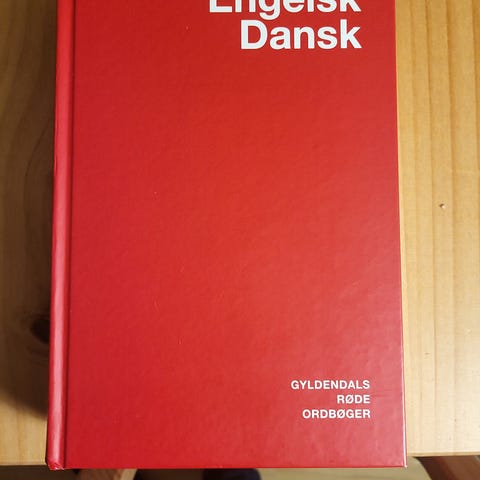 Engelsk
Dansk
GYLDENDALS
RØDE
ORDBØGER